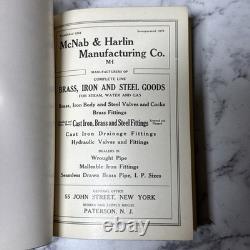 Incorporated
McNab & Harlin
Manufacturing Co.
MANUFACTURERS OF
COMPLETE LINE
BRASS, IRON AND STEEL GOODS
FOR STEAM, WATER AND GAS
Brass, Iron Body and Steel Valves and Cocks
Brass Fittings
Cast Iron, Brass and Steel Fittings
Cast Iron Drainage Fittings
Hydraulic Valves and Fittings
DEALERS IN
Wrought Pipe
Malleable Iron Fittings
Seamless Drawn Brass Pipe, I. P. Sizes
GENERAL OFFICE
55 JOHN STREET, NEW YORK
PATERSON, N. J.